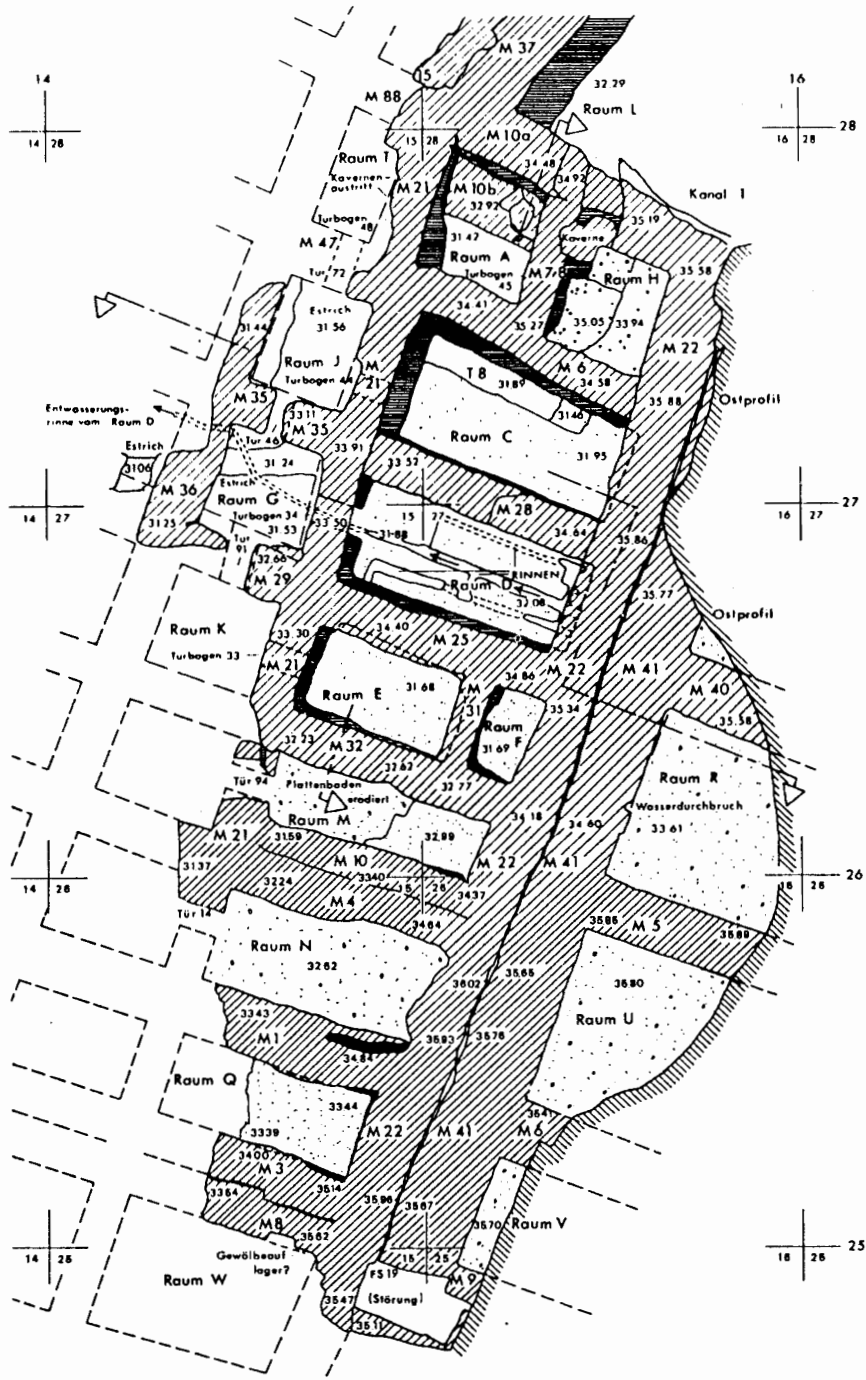 M 37
14
15
16
32.29
Raum L
M 88
28
14 28
15 28
16 28
M 10a
Raum T
34.48
Kavernen-
austritt
M 21
M 10b
34.92
32.92
Kanal 1
35.19
Turbogen
48
31.42
Kaverne
M 47
Raum A
35.58
Tur 72
Turbogen
45
M 7
Raum H
Estrich
34.41
31.44
31.56
35.27
35.05
33.94
M 22
Raum J
M 6
Turbogen 44
M
21
T 8
31.89
34.58
35.88
Ostprofil
M 35
33.11
31.46
Entwasserungs-
rinne vom Raum D
M 35
Raum C
Tur 46
33.91
31.95
Estrich
31.24
33.52
31.06
M 36
Estrich
Raum G
M 28
27
14 27
Turbogen 34
15
16 27
31.25
31.53
33.50
31.88
34.64
35.86
Tur
91
32.66
RINNEN
M 29
Raum D
35.77
32.08
Ostprofil
Raum K
34.40
33.30
M 25
Turbogen 33
M 21
34.86
M 22
M 41
31.68
M
31
M 40
Raum E
35.34
Raum
F
35.58
31.69
32.23
M 32
32.62
Raum R
Tür 94
Plattenboden
erodiert
32.77
Wasserdurchbruch
Raum M
34.18
34.60
33.61
M 21
32.99
31.59
M 10
M 22
M 41
31.37
33.40
26
14 26
32.24
15 26
34.37
16 26
M 4
35.85
M 5
Tür 14
34.64
35.89
Raum N
32.62
35.65
35.80
36.02
33.43
Raum U
M 1
35.93
35.76
34.84
Raum Q
33.44
35.41
33.39
M 22
M 41
M 6
34.00
M 3
35.14
33.54
35.96
35.67
M 8
35.70
Raum V
35.62
25
14 25
Gewölbeauf
lager?
15 25
16 25
Raum W
FS 19
M 9
(Störung)
35.47
35.11